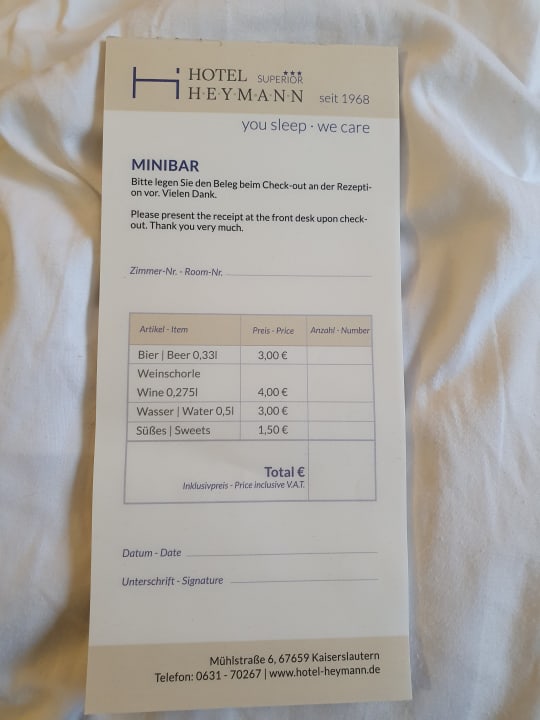 HOTEL SUPERIOR
H·E·Y·M·A·N·N seit 1968
you sleep · we care
MINIBAR
Bitte legen Sie den Beleg beim Check-out an der Rezepti-
on vor. Vielen Dank.
Please present the receipt at the front desk upon check-
out. Thank you very much.
Zimmer-Nr. - Room-Nr.
Artikel - Item Preis - Price Anzahl - Number
Bier | Beer 0,33l 3,00 €
Weinschorle
Wine 0,275l 4,00 €
Wasser | Water 0,5l 3,00 €
Süßes | Sweets 1,50 €
Total €
Inklusivpreis - Price inclusive V.A.T.
Datum - Date
Unterschrift - Signature
Mühlstraße 6, 67659 Kaiserslautern
Telefon: 0631 - 70267 | www.hotel-heymann.de